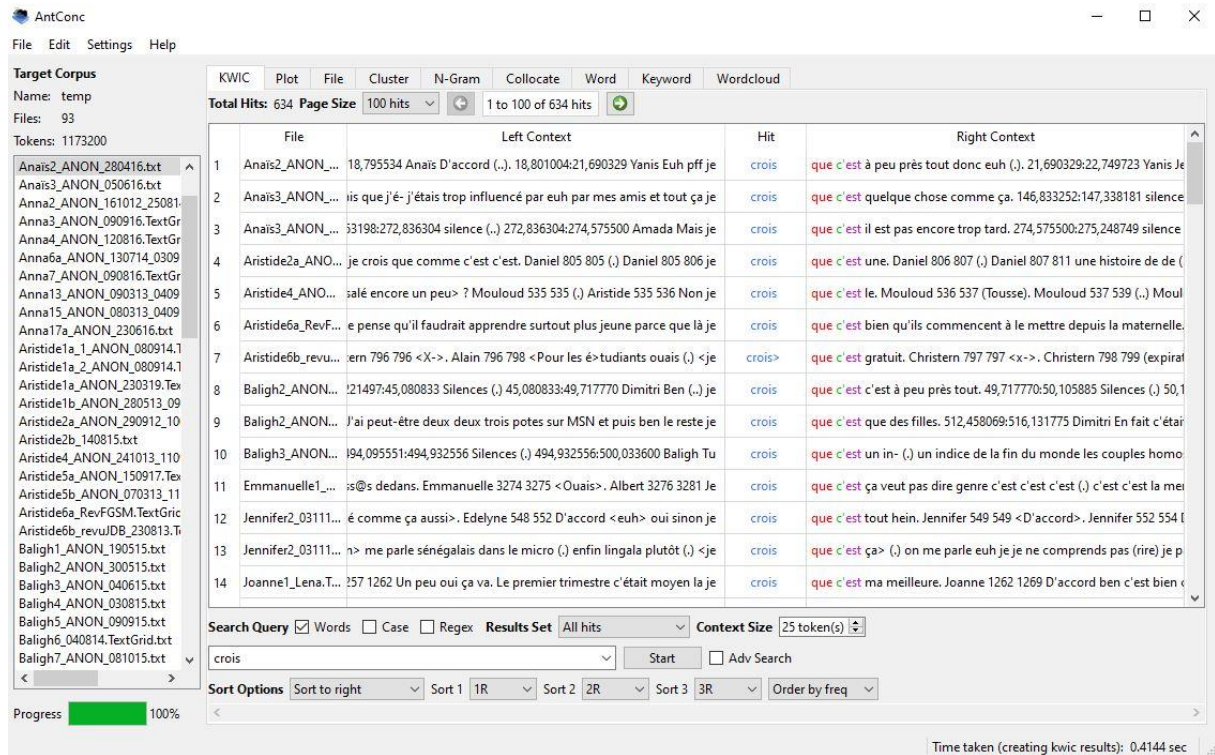 AntConc
File Edit Settings Help
Target Corpus
Name: temp
Files: 93
Tokens: 1173200
Anaïs2_ANON_280416.txt
Anaïs3_ANON_050616.txt
Anna2_ANON_161012_25081
Anna3_ANON_090916.TextGr
Anna4_ANON_120816.TextGr
Anna6a_ANON_130714_0309
Anna7_ANON_090816.TextGr
Anna13_ANON_090313_0409
Anna15_ANON_080313_0409
Anna17a_ANON_230616.txt
Aristide1a_1_ANON_080914.T
Aristide1a_2_ANON_080914.T
Aristide1a_ANON_230319.Tex
Aristide1b_ANON_280513_09
Aristide2a_ANON_290912_10
Aristide2b_140815.txt
Aristide4_ANON_241013_110
Aristide5a_ANON_150917.Tex
Aristide5b_ANON_070313_11
Aristide6a_RevFGSM.TextGrid
Aristide6b_revuJDB_230813.Te
Baligh1_ANON_190515.txt
Baligh2_ANON_300515.txt
Baligh3_ANON_040615.txt
Baligh4_ANON_030815.txt
Baligh5_ANON_090915.txt
Baligh6_040814.TextGrid.txt
Baligh7_ANON_081015.txt
Progress 100%
KWIC Plot File Cluster N-Gram Collocate Word Keyword Wordcloud
Total Hits: 634 Page Size 100 hits 1 to 100 of 634 hits
File Left Context Hit Right Context
1 Anaïs2_ANON_... 18,795534 Anaïs D'accord (..). 18,801004:21,690329 Yanis Euh pff je crois que c'est à peu près tout donc euh (.). 21,690329:22,749723 Yanis Je
2 Anaïs3_ANON_... is que j'é- j'étais trop influencé par euh par mes amis et tout ça je crois que c'est quelque chose comme ça. 146,833252:147,338181 silence
3 Anaïs3_ANON_... 53198:272,836304 silence (..) 272,836304:274,575500 Amada Mais je crois que c'est il est pas encore trop tard. 274,575500:275,248749 silence
4 Aristide2a_ANO... je crois que comme c'est c'est. Daniel 805 805 (.) Daniel 805 806 je crois que c'est une. Daniel 806 807 (.) Daniel 807 811 une histoire de de (
5 Aristide4_ANO... salé encore un peu> ? Mouloud 535 535 (.) Aristide 535 536 Non je crois que c'est le. Mouloud 536 537 (Tousse). Mouloud 537 539 (..) Moul
6 Aristide6a_RevF... e pense qu'il faudrait apprendre surtout plus jeune parce que là je crois que c'est bien qu'ils commencent à le mettre depuis la maternelle.
7 Aristide6b_revu... tern 796 796 <X->. Alain 796 798 <Pour les é>tudiants ouais (.) <je crois> que c'est gratuit. Christern 797 797 <x->. Christern 798 799 (expirat
8 Baligh2_ANON... 221497:45,080833 Silences (.) 45,080833:49,717770 Dimitri Ben (..) je crois que c'est c'est à peu près tout. 49,717770:50,105885 Silences (.) 50,1
9 Baligh2_ANON... J'ai peut-être deux deux trois potes sur MSN et puis ben le reste je crois que c'est que des filles. 512,458069:516,131775 Dimitri En fait c'étai
10 Baligh3_ANON... 494,095551:494,932556 Silences (.) 494,932556:500,033600 Baligh Tu crois que c'est un in- (.) un indice de la fin du monde les couples homo
11 Emmanuelle1_... ss@s dedans. Emmanuelle 3274 3275 <Ouais>. Albert 3276 3281 Je crois que c'est ça veut pas dire genre c'est c'est c'est (.) c'est c'est la me
12 Jennifer2_03111... é comme ça aussi>. Edelyne 548 552 D'accord <euh> oui sinon je crois que c'est tout hein. Jennifer 549 549 <D'accord>. Jennifer 552 554
13 Jennifer2_03111... n> me parle sénégalais dans le micro (.) enfin lingala plutôt (.) <je crois que c'est ça> (.) on me parle euh je je ne comprends pas (rire) je p
14 Joanne1_Lena.T... 257 1262 Un peu oui ça va. Le premier trimestre c'était moyen la je crois que c'est ma meilleure. Joanne 1262 1269 D'accord ben c'est bien
Search Query Words Case Regex Results Set All hits Context Size 25 token(s)
crois Start Adv Search
Sort Options Sort to right Sort 1 1R Sort 2 2R Sort 3 3R Order by freq
Time taken (creating kwic results): 0.4144 sec